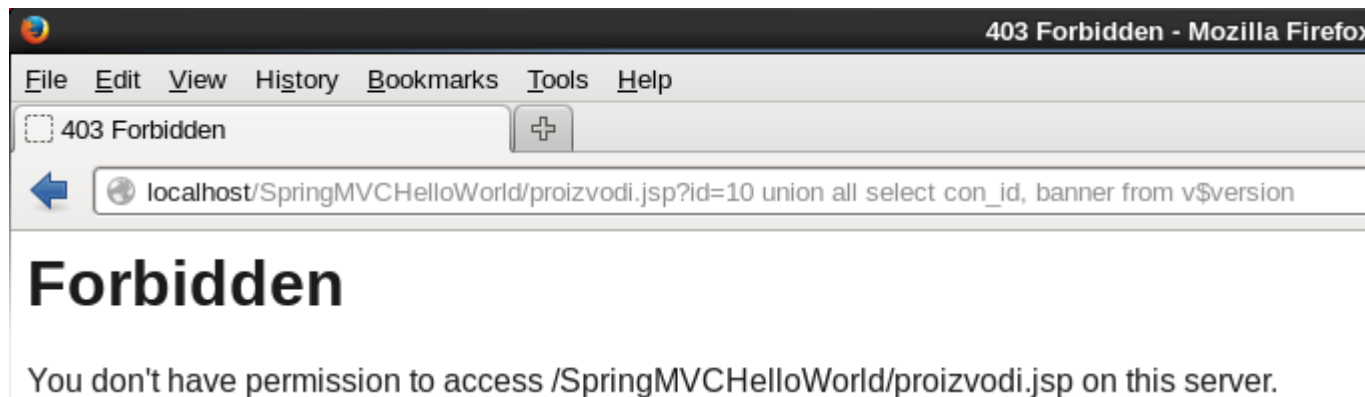 403 Forbidden - Mozilla Firefox
File Edit View History Bookmarks Tools Help
403 Forbidden
localhost/SpringMVCHelloWorld/proizvodi.jsp?id=10 union all select con_id, banner from v$version
Forbidden
You don't have permission to access /SpringMVCHelloWorld/proizvodi.jsp on this server.